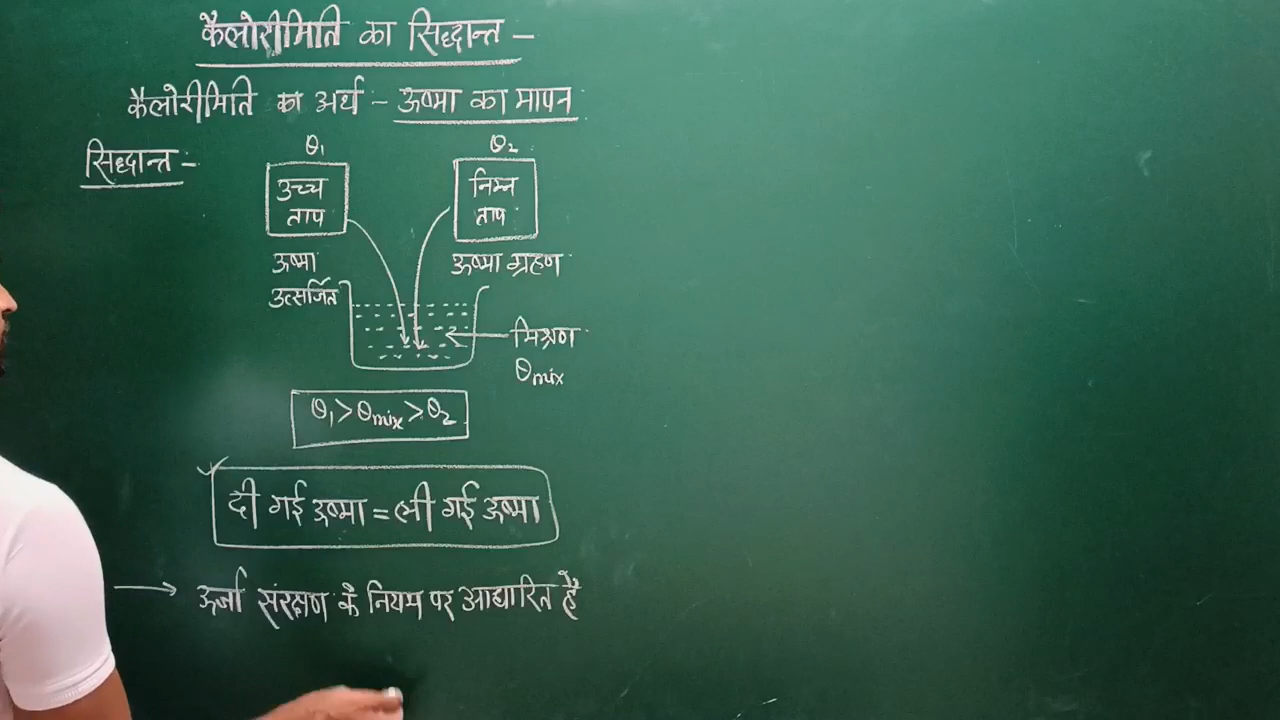 कैलोरीमिति का सिद्धान्त -
कैलोरीमिति का अर्थ - ऊष्मा का मापन
सिद्धान्त -
θ₁
θ₂
उच्च
ताप
निम्न
ताप
ऊष्मा
उत्सर्जित
ऊष्मा ग्रहण
मिश्रण
θmix
θ₁ > θmix > θ₂
दी गई ऊष्मा = ली गई ऊष्मा
→ ऊर्जा संरक्षण के नियम पर आधारित है